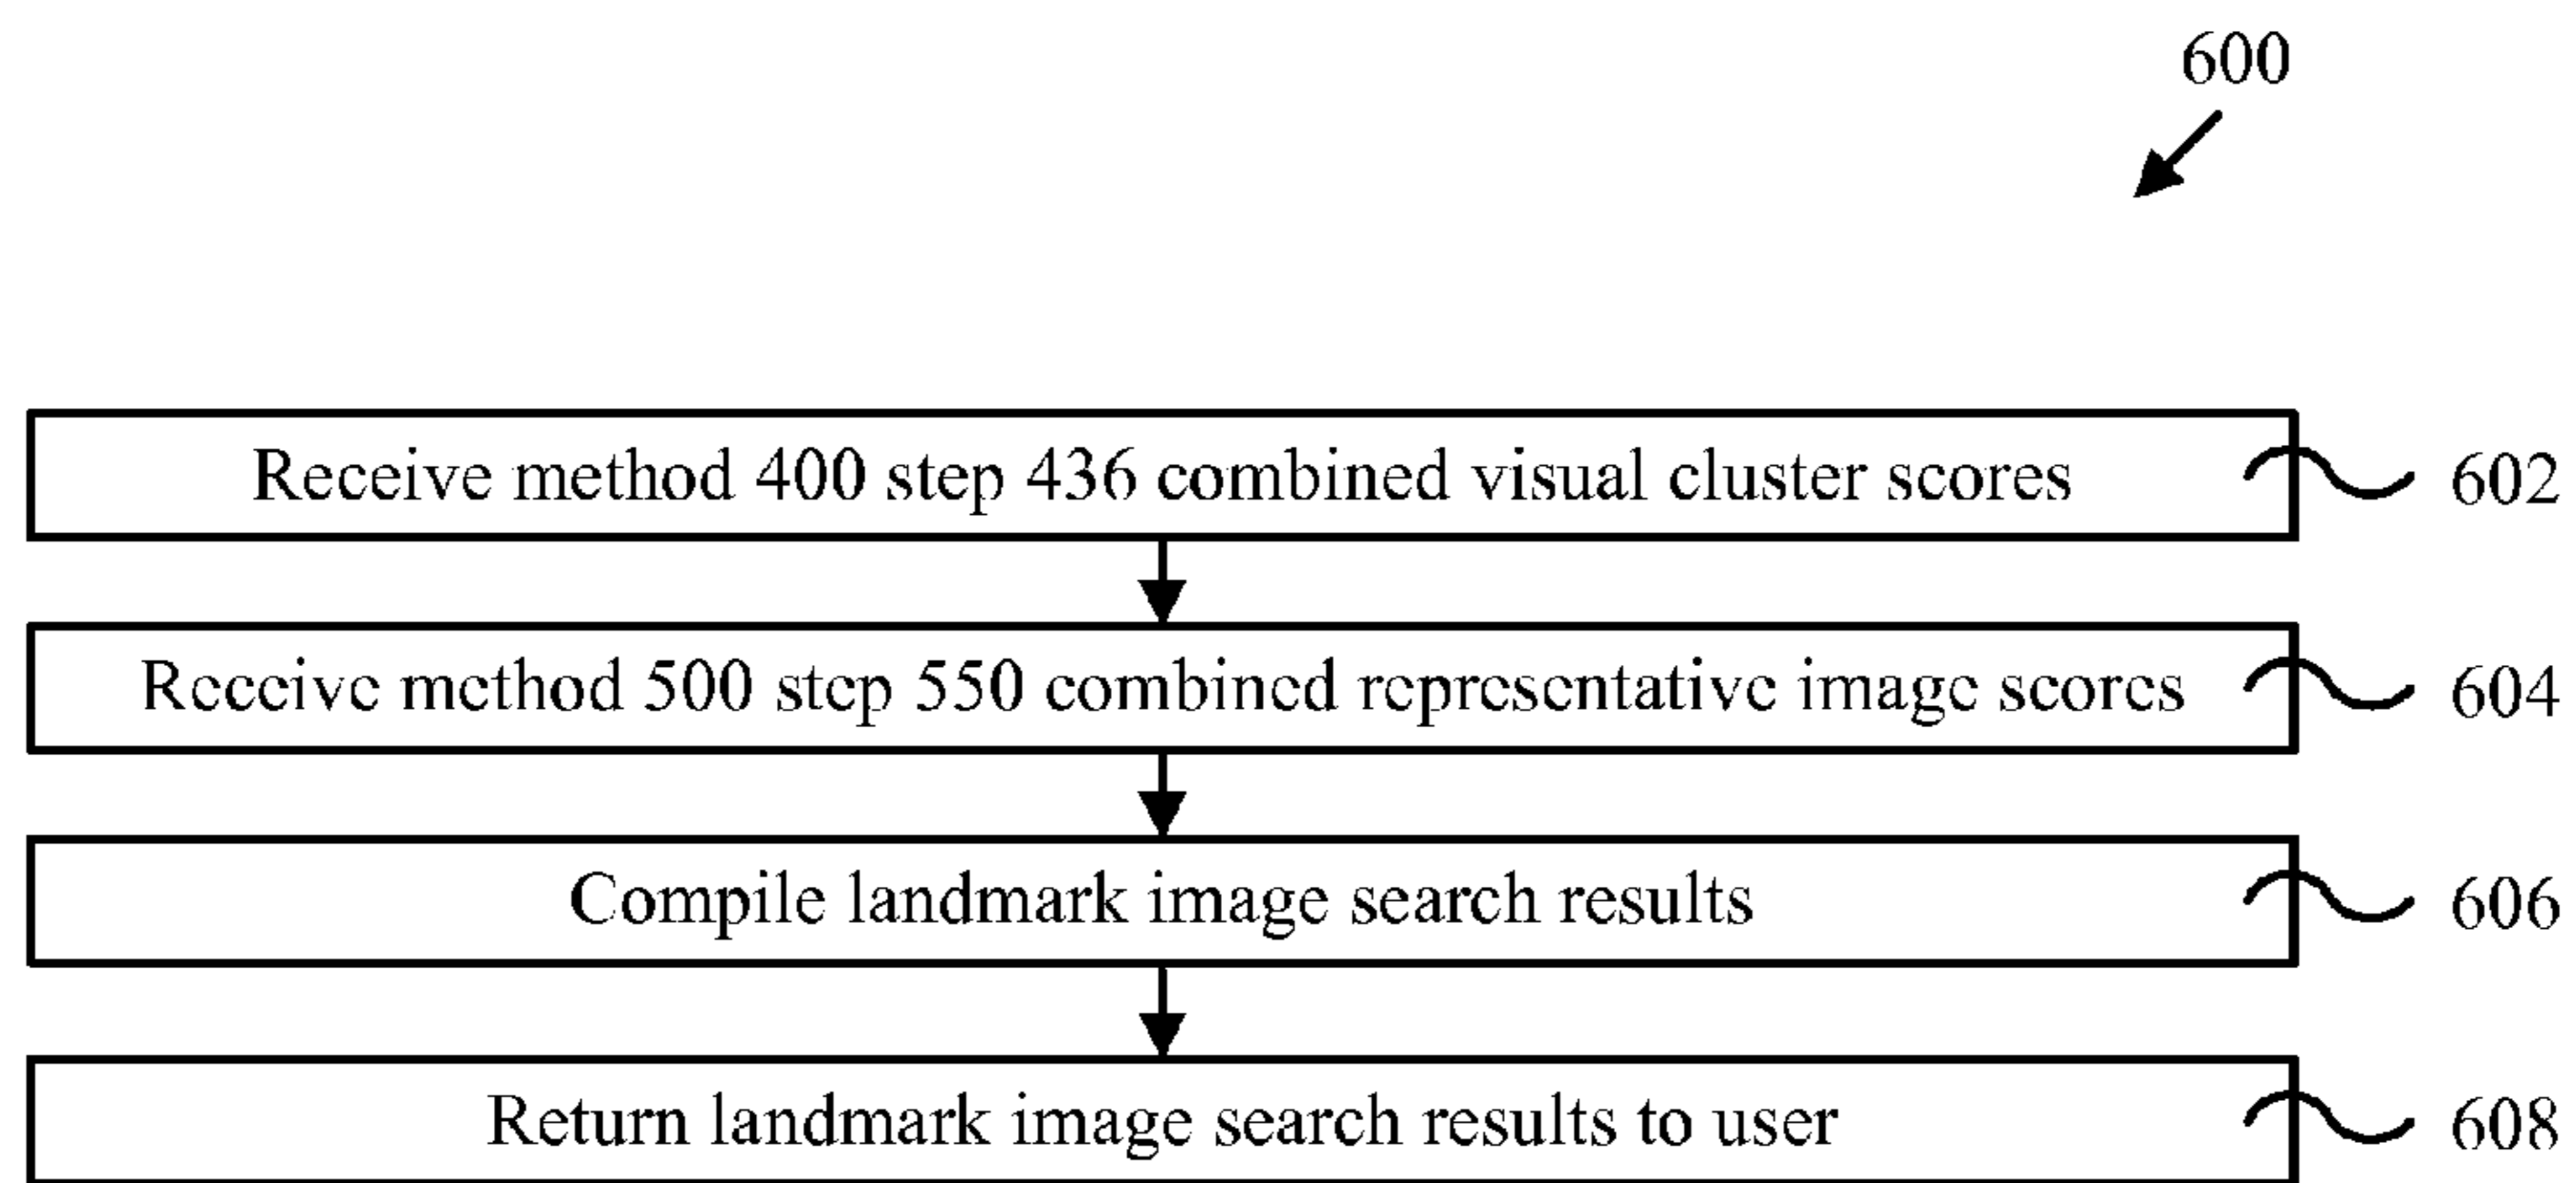 600
Receive method 400 step 436 combined visual cluster scores
602
Receive method 500 step 550 combined representative image scores
604
Compile landmark image search results
606
Return landmark image search results to user
608